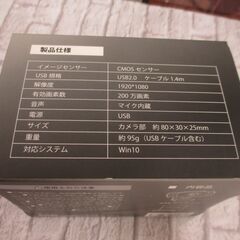 製品仕様
イメージセンサー CMOS センサー
USB 規格 USB2.0 ケーブル 1.4m
解像度 1920*1080
有効画素数 200 万画素
音声 マイク内蔵
電源 USB
サイズ カメラ部 約 80×30×25mm
重量 約 95g（USB ケーブル含む）
対応システム Win10
内容品